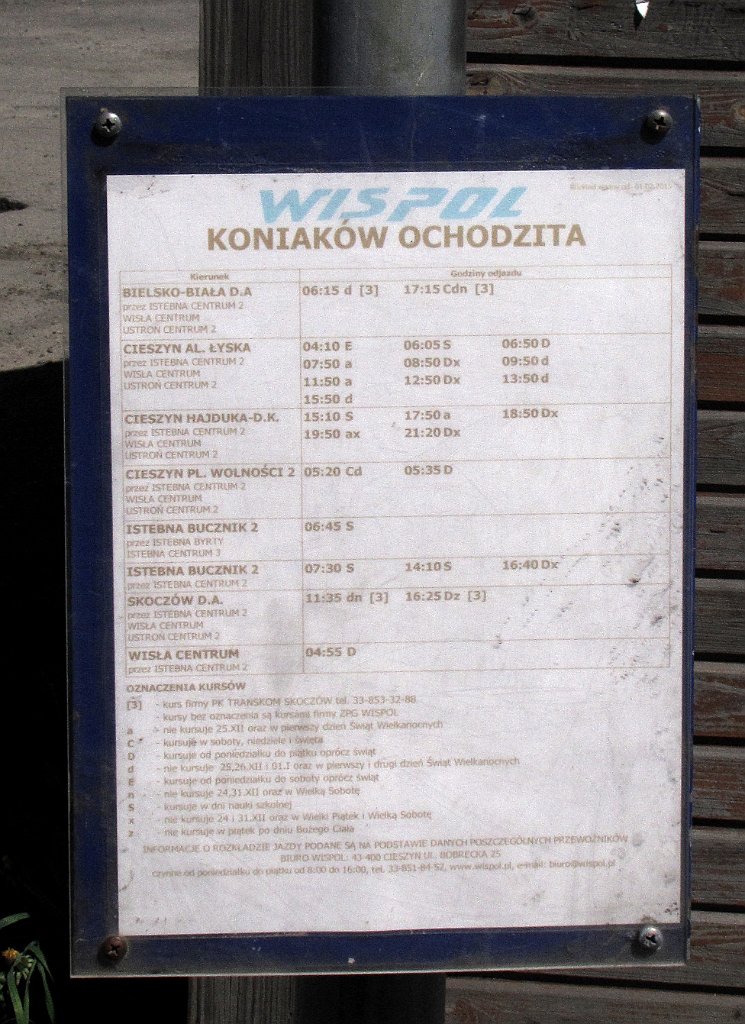 Rozkład ważny od: 01.02.2015
WISPOL
KONIAKÓW OCHODZITA
Kierunek Godziny odjazdu
BIELSKO-BIAŁA D.A 06:15 d [3] 17:15 Cdn [3]
przez ISTEBNA CENTRUM 2
WISŁA CENTRUM
USTROŃ CENTRUM 2
CIESZYN AL. ŁYSKA 04:10 E 06:05 S 06:50 D
przez ISTEBNA CENTRUM 2 07:50 a 08:50 Dx 09:50 d
WISŁA CENTRUM 11:50 a 12:50 Dx 13:50 d
USTROŃ CENTRUM 2 15:50 d
CIESZYN HAJDUKA-D.K. 15:10 S 17:50 a 18:50 Dx
przez ISTEBNA CENTRUM 2 19:50 ax 21:20 Dx
WISŁA CENTRUM
USTROŃ CENTRUM 2
CIESZYN PL. WOLNOŚCI 2 05:20 Cd 05:35 D
przez ISTEBNA CENTRUM 2
WISŁA CENTRUM
USTROŃ CENTRUM 2
ISTEBNA BUCZNIK 2 06:45 S
przez ISTEBNA BYRTY
ISTEBNA CENTRUM 3
ISTEBNA BUCZNIK 2 07:30 S 14:10 S 16:40 Dx
przez ISTEBNA CENTRUM 2
SKOCZÓW D.A. 11:35 dn [3] 16:25 Dz [3]
przez ISTEBNA CENTRUM 2
WISŁA CENTRUM
USTROŃ CENTRUM 2
WISŁA CENTRUM 04:55 D
przez ISTEBNA CENTRUM 2
OZNACZENIA KURSÓW
[3] - kurs firmy PK TRANSKOM SKOCZÓW tel. 33-853-32-88
- kursy bez oznaczenia są kursami firmy ZPG WISPOL
a - nie kursuje 25.XII oraz w pierwszy dzień Świąt Wielkanocnych
C - kursuje w soboty, niedziele i święta
D - kursuje od poniedziałku do piątku oprócz świąt
d - nie kursuje 25,26.XII i 01.I oraz w pierwszy i drugi dzień Świąt Wielkanocnych
E - kursuje od poniedziałku do soboty oprócz świąt
n - nie kursuje 24,31.XII oraz w Wielką Sobotę
S - kursuje w dni nauki szkolnej
x - nie kursuje 24 i 31.XII oraz w Wielki Piątek i Wielką Sobotę
z - nie kursuje w piątek po dniu Bożego Ciała
INFORMACJE O ROZKŁADZIE JAZDY PODANE SĄ NA PODSTAWIE DANYCH POSZCZEGÓLNYCH PRZEWOŹNIKÓW
BIURO WISPOL: 43-400 CIESZYN UL. BOBRECKA 25
czynne od poniedziałku do piątku od 8:00 do 16:00, tel. 33-851-84-52, www.wispol.pl, e-mail: biuro@wispol.pl